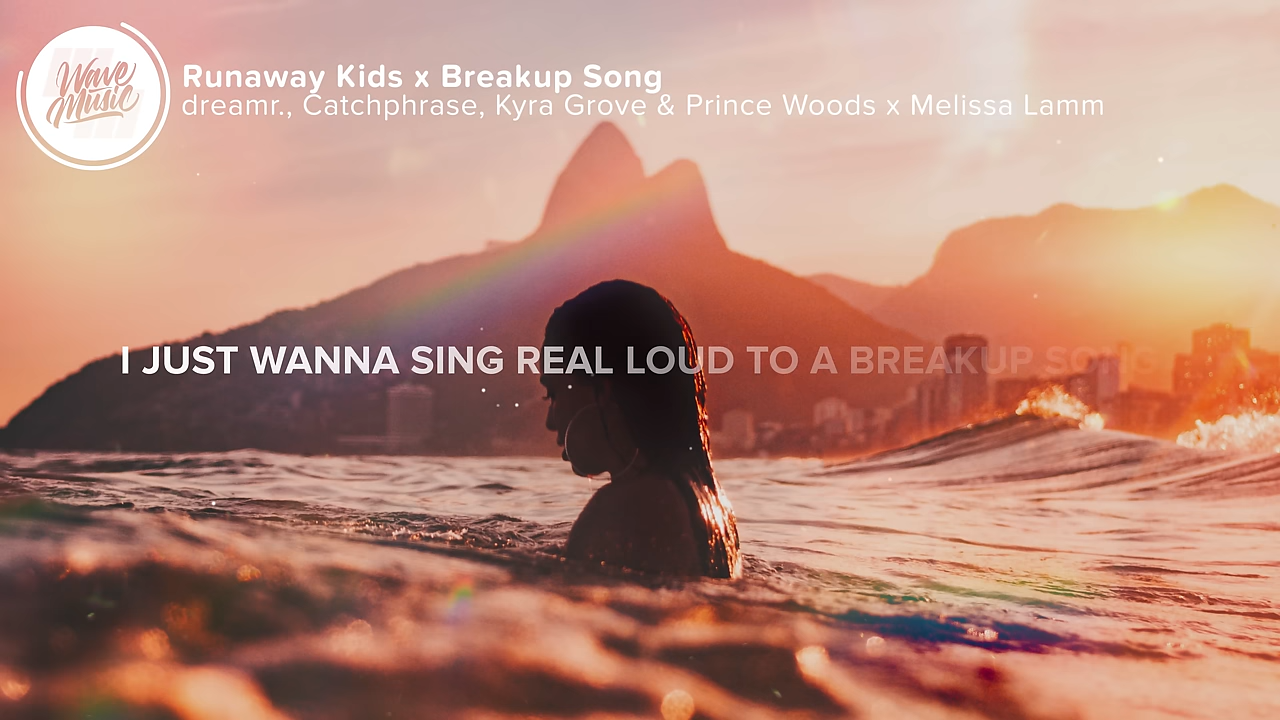 Wave
Music
Runaway Kids x Breakup Song
dreamr., Catchphrase, Kyra Grove & Prince Woods x Melissa Lamm
I JUST WANNA SING REAL LOUD TO A BREAKUP SONG